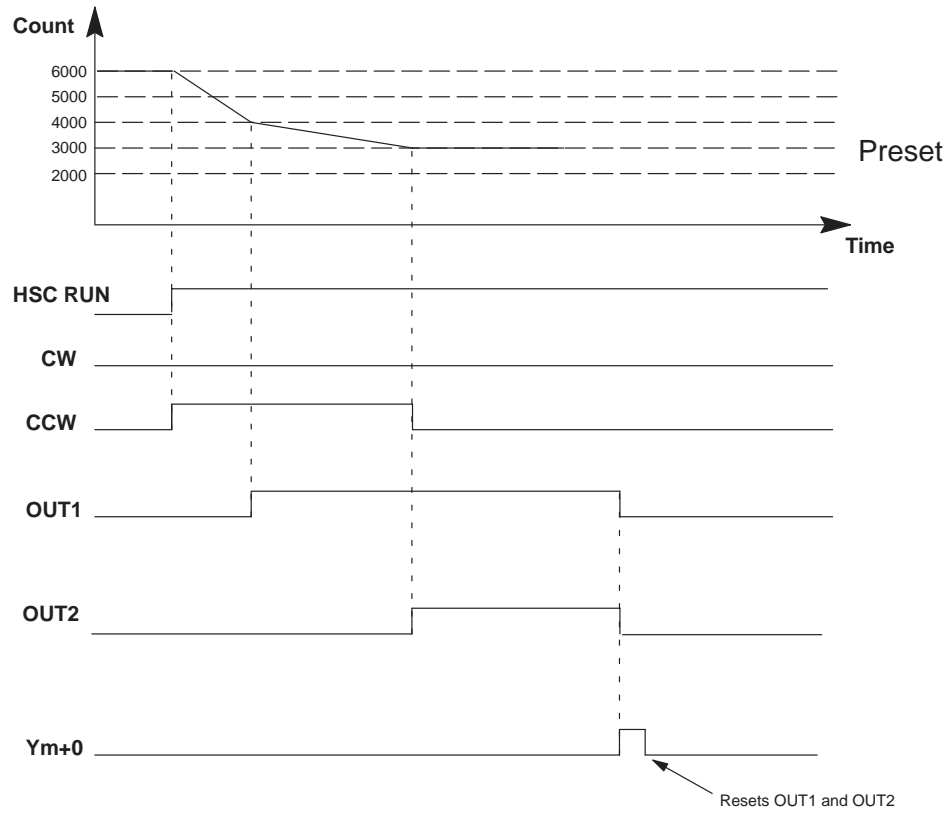 Count
6000
5000
4000
3000
Preset
2000
Time
HSC RUN
CW
CCW
OUT1
OUT2
Ym+0
Resets OUT1 and OUT2